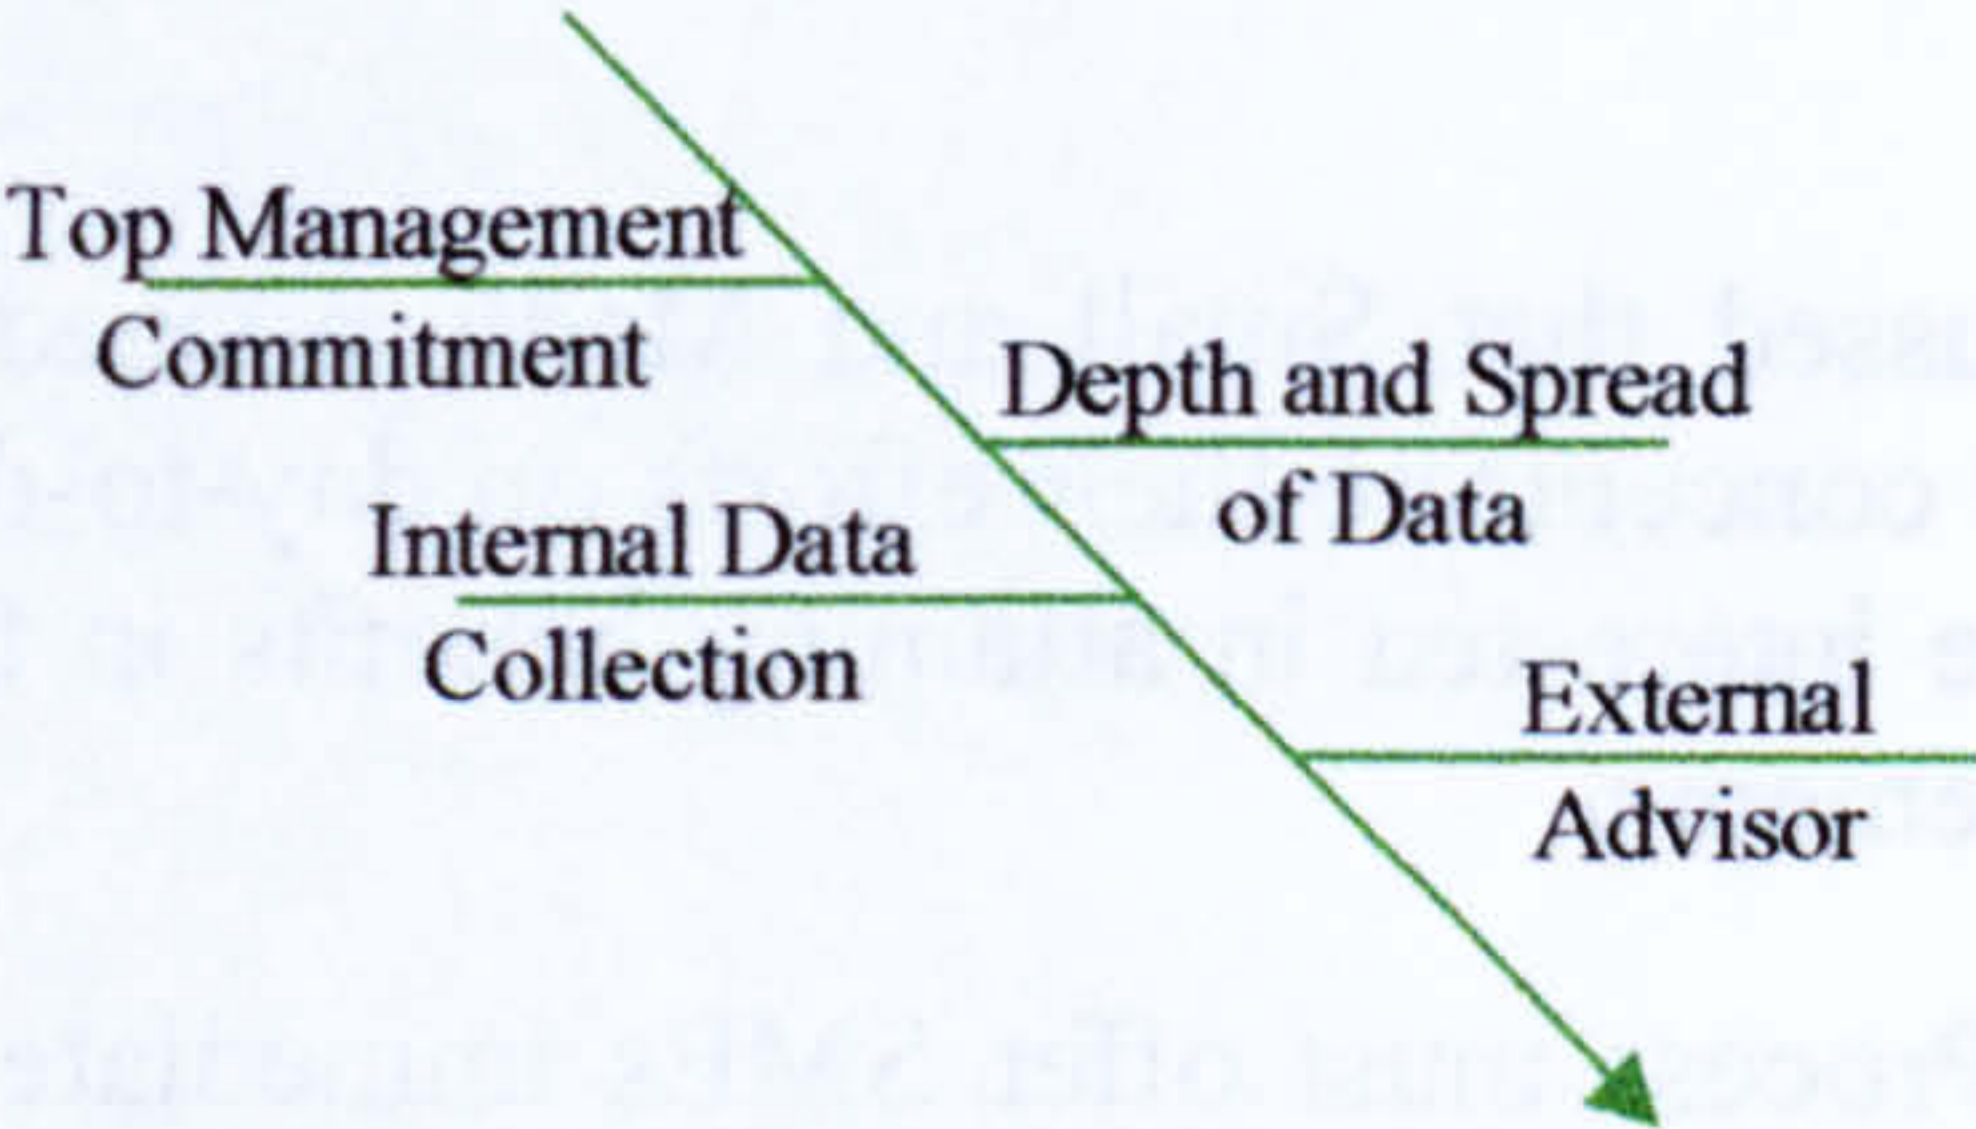 Top Management
Commitment
Depth and Spread
of Data
Internal Data
Collection
External
Advisor